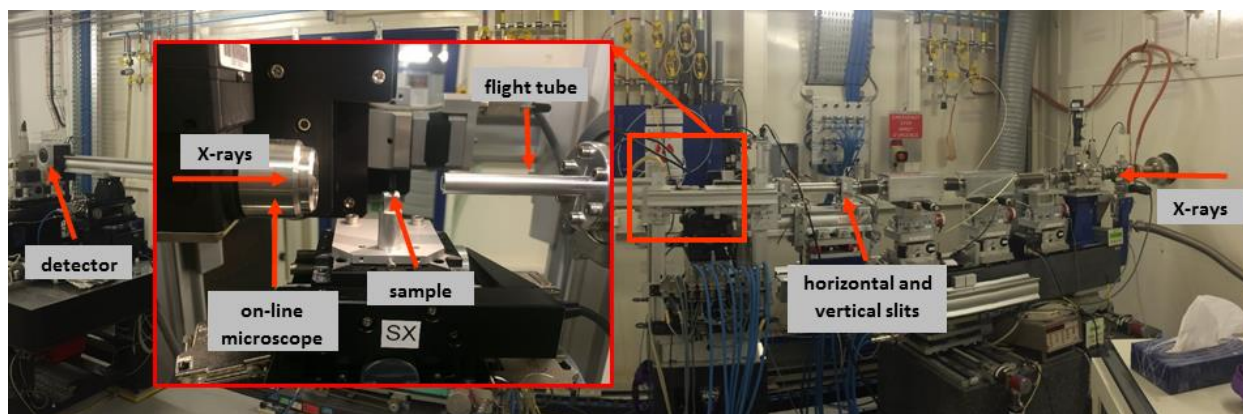 flight tube
X-rays
detector
on-line
microscope
sample
SX
horizontal and
vertical slits
X-rays